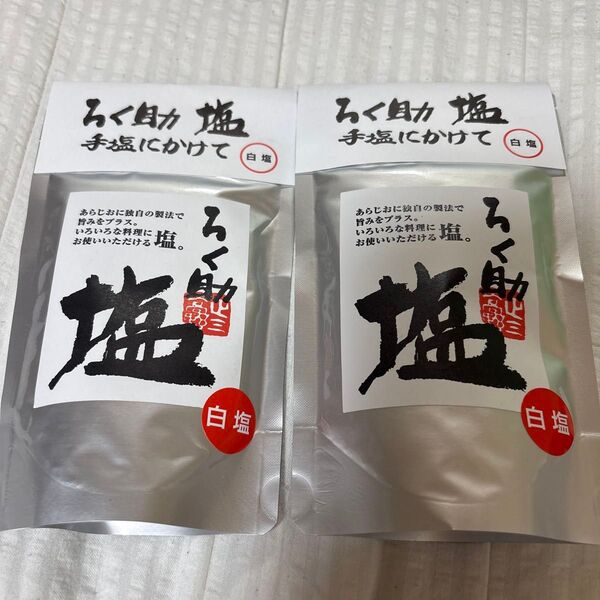 ろく助 塩
手塩にかけて
白塩
あらじおに独自の製法で
旨みをプラス。
いろいろな料理に
お使いいただける塩。
ろく助
塩
白塩
ろく助 塩
手塩にかけて
白塩
あらじおに独自の製法で
旨みをプラス。
いろいろな料理に
お使いいただける塩。
ろく助
塩
白塩